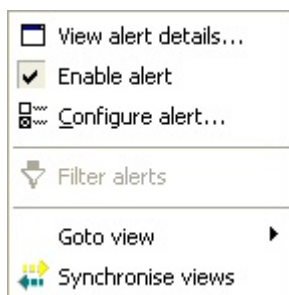 View alert details...
Enable alert
Configure alert...
Filter alerts
Goto view
Synchronise views